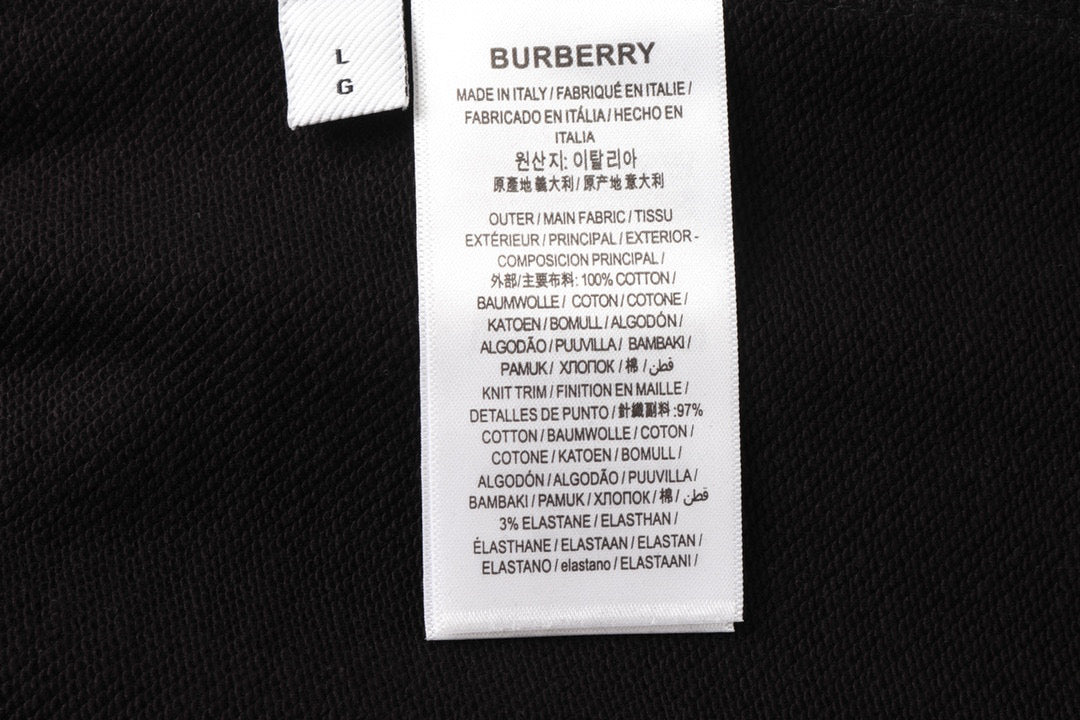 L
G
BURBERRY
MADE IN ITALY / FABRIQUÉ EN ITALIE /
FABRICADO EN ITÁLIA / HECHO EN
ITALIA
원산지: 이탈리아
原產地義大利 / 原产地意大利
OUTER / MAIN FABRIC / TISSU
EXTÉRIEUR / PRINCIPAL / EXTERIOR -
COMPOSICION PRINCIPAL /
外部/主要布料: 100% COTTON /
BAUMWOLLE / COTON / COTONE /
KATOEN / BOMULL / ALGODÓN /
ALGODÃO / PUUVILLA / BAMBAKI /
PAMUK / ХЛОПОК / 棉 / قطن /
KNIT TRIM / FINITION EN MAILLE /
DETALLES DE PUNTO / 針織副料 :97%
COTTON / BAUMWOLLE / COTON /
COTONE / KATOEN / BOMULL /
ALGODÓN / ALGODÃO / PUUVILLA /
BAMBAKI / PAMUK / ХЛОПОК / 棉 / قطن
3% ELASTANE / ELASTHAN /
ÉLASTHANE / ELASTAAN / ELASTAN /
ELASTANO / elastano / ELASTAANI /